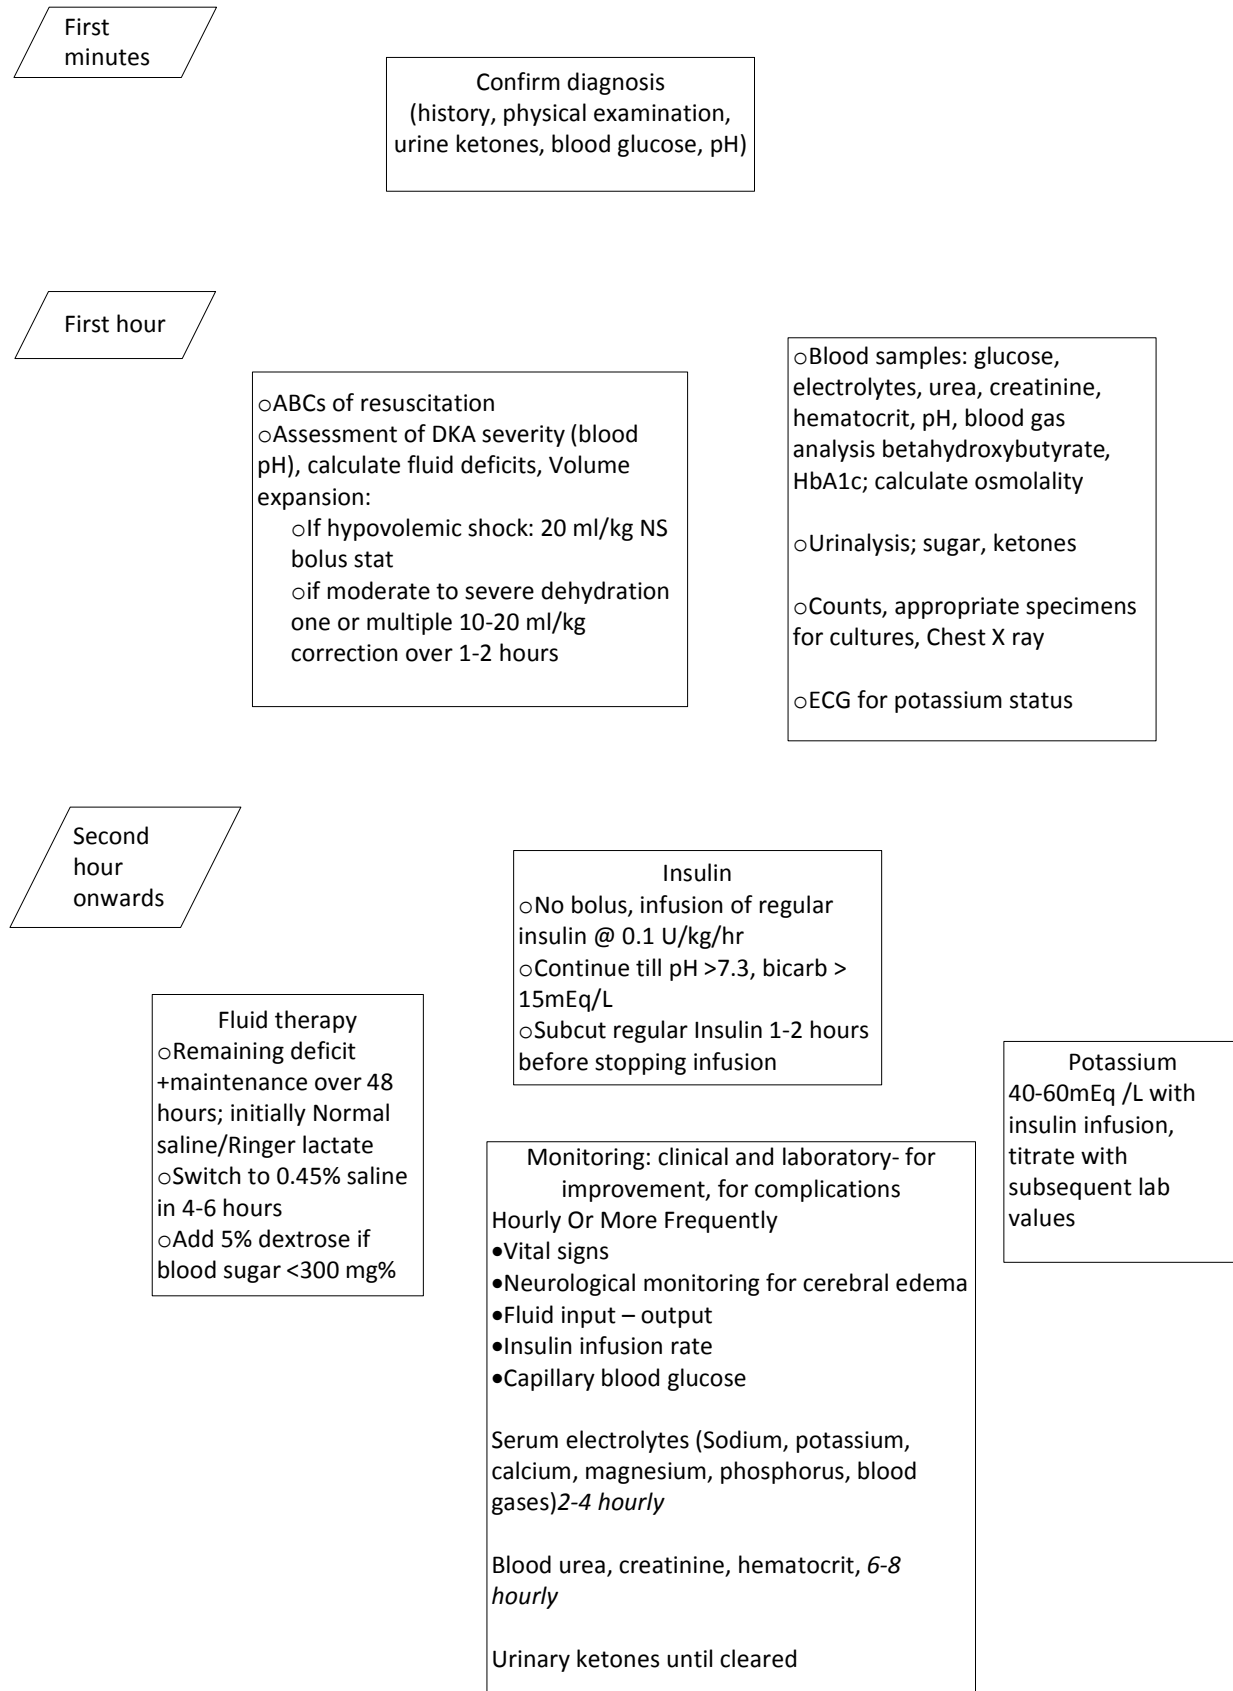 First
minutes
Confirm diagnosis
(history, physical examination,
urine ketones, blood glucose, pH)
First hour
○ABCs of resuscitation
○Assessment of DKA severity (blood
pH), calculate fluid deficits, Volume
expansion:
○If hypovolemic shock: 20 ml/kg NS
bolus stat
○if moderate to severe dehydration
one or multiple 10-20 ml/kg
correction over 1-2 hours
○Blood samples: glucose,
electrolytes, urea, creatinine,
hematocrit, pH, blood gas
analysis betahydroxybutyrate,
HbA1c; calculate osmolality
○Urinalysis; sugar, ketones
○Counts, appropriate specimens
for cultures, Chest X ray
○ECG for potassium status
Second
hour
onwards
Fluid therapy
○Remaining deficit
+maintenance over 48
hours; initially Normal
saline/Ringer lactate
○Switch to 0.45% saline
in 4-6 hours
○Add 5% dextrose if
blood sugar <300 mg%
Insulin
○No bolus, infusion of regular
insulin @ 0.1 U/kg/hr
○Continue till pH >7.3, bicarb >
15mEq/L
○Subcut regular Insulin 1-2 hours
before stopping infusion
Potassium
40-60mEq /L with
insulin infusion,
titrate with
subsequent lab
values
Monitoring: clinical and laboratory- for
improvement, for complications
Hourly Or More Frequently
•Vital signs
•Neurological monitoring for cerebral edema
•Fluid input – output
•Insulin infusion rate
•Capillary blood glucose
Serum electrolytes (Sodium, potassium,
calcium, magnesium, phosphorus, blood
gases)2-4 hourly
Blood urea, creatinine, hematocrit, 6-8
hourly
Urinary ketones until cleared